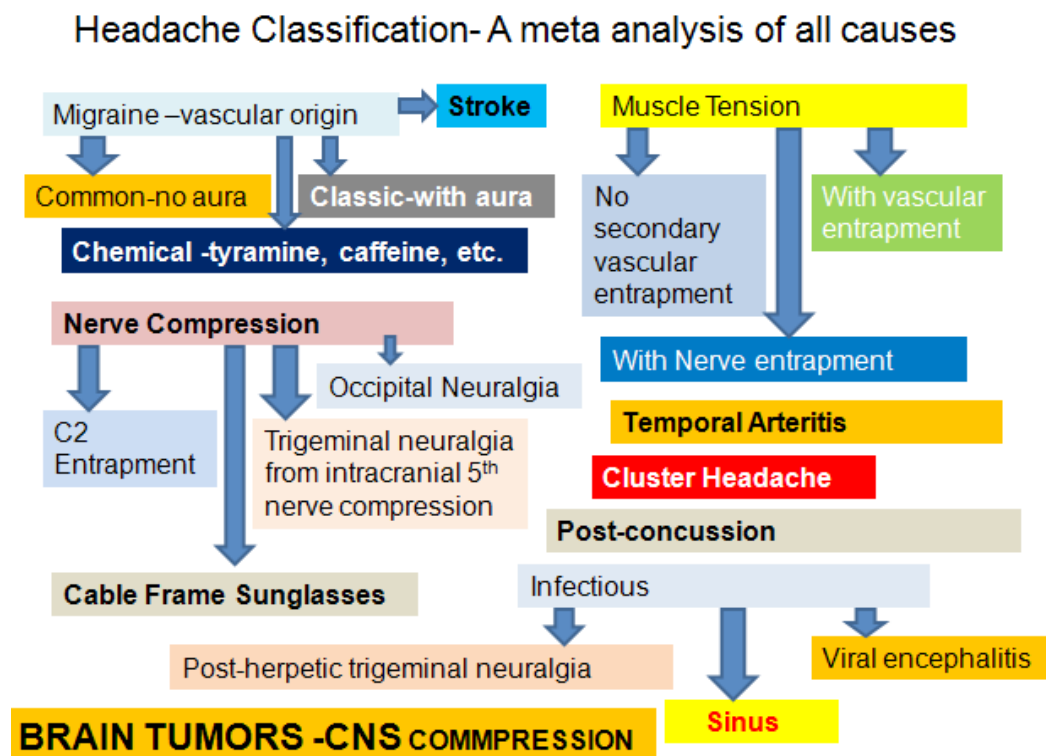 Headache Classification- A meta analysis of all causes
Migraine –vascular origin
Stroke
Common-no aura
Classic-with aura
Chemical -tyramine, caffeine, etc.
Muscle Tension
No
secondary
vascular
entrapment
With vascular
entrapment
With Nerve entrapment
Nerve Compression
Occipital Neuralgia
C2
Entrapment
Trigeminal neuralgia
from intracranial 5th
nerve compression
Cable Frame Sunglasses
Temporal Arteritis
Cluster Headache
Post-concussion
Infectious
Post-herpetic trigeminal neuralgia
Viral encephalitis
Sinus
BRAIN TUMORS -CNS COMMPRESSION